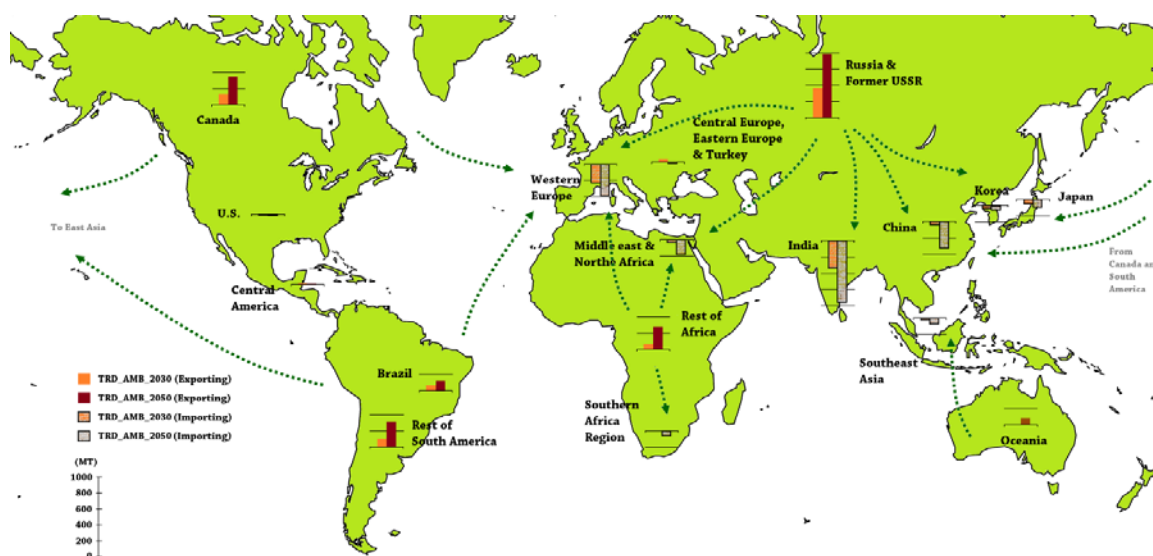 Russia &
Former USSR
Canada
Central Europe,
Eastern Europe
& Turkey
Western
Europe
Korea
Japan
U.S.
To East Asia
China
Middle east &
Northe Africa
India
From
Canada an
South
America
Central
America
Rest of
Africa
Southeast
Asia
Brazil
TRD_AMB_2030 (Exporting)
TRD_AMB_2050 (Exporting)
TRD_AMB_2030 (Importing)
TRD_AMB_2050 (Importing)
Rest of
South America
Southern
Africa
Region
Oceania
(MT)
1000
800
600
400
200
0